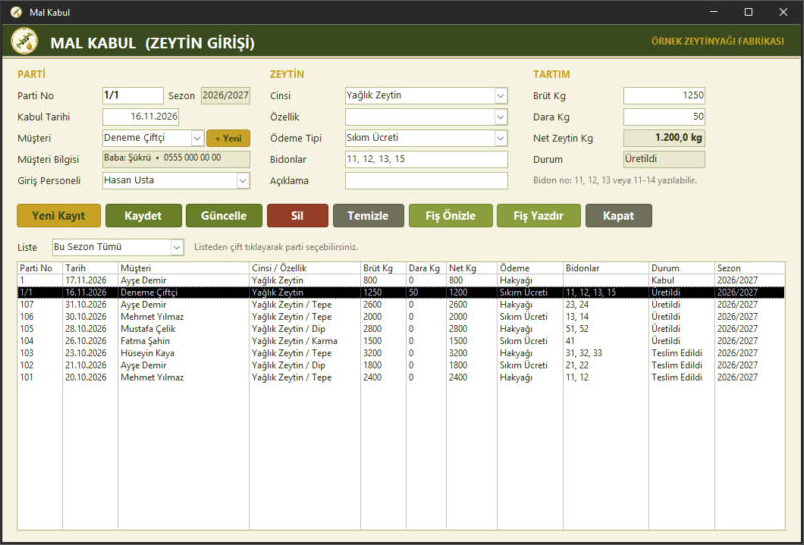 Mal Kabul
MAL KABUL (ZEYTİN GİRİŞİ)
ÖRNEK ZEYTİNYAĞI FABRİKASI
PARTİ
Parti No 1/1 Sezon 2026/2027
Kabul Tarihi 16.11.2026
Müşteri Deneme Çiftçi + Yeni
Müşteri Bilgisi Baba: Şükrü • 0555 000 00 00
Giriş Personeli Hasan Usta
ZEYTİN
Cinsi Yağlık Zeytin
Özellik
Ödeme Tipi Sıkım Ücreti
Bidonlar 11, 12, 13, 15
Açıklama
TARTIM
Brüt Kg 1250
Dara Kg 50
Net Zeytin Kg 1.200,0 kg
Durum Üretildi
Bidon no: 11, 12, 13 veya 11-14 yazılabilir.
Yeni Kayıt Kaydet Güncelle Sil Temizle Fiş Önizle Fiş Yazdır Kapat
Liste Bu Sezon Tümü Listeden çift tıklayarak parti seçebilirsiniz.
Parti No Tarih Müşteri Cinsi / Özellik Brüt Kg Dara Kg Net Kg Ödeme Bidonlar Durum Sezon
1 17.11.2026 Ayşe Demir Yağlık Zeytin 800 0 800 Hakyağı Kabul 2026/2027
1/1 16.11.2026 Deneme Çiftçi Yağlık Zeytin 1250 50 1200 Sıkım Ücreti 11, 12, 13, 15 Üretildi 2026/2027
107 31.10.2026 Ayşe Demir Yağlık Zeytin / Tepe 2600 0 2600 Hakyağı 23, 24 Üretildi 2026/2027
106 30.10.2026 Mehmet Yılmaz Yağlık Zeytin / Tepe 2000 0 2000 Sıkım Ücreti 13, 14 Üretildi 2026/2027
105 28.10.2026 Mustafa Çelik Yağlık Zeytin / Dip 2800 0 2800 Hakyağı 51, 52 Üretildi 2026/2027
104 26.10.2026 Fatma Şahin Yağlık Zeytin / Karma 1500 0 1500 Sıkım Ücreti 41 Üretildi 2026/2027
103 23.10.2026 Hüseyin Kaya Yağlık Zeytin / Tepe 3200 0 3200 Hakyağı 31, 32, 33 Teslim Edildi 2026/2027
102 21.10.2026 Ayşe Demir Yağlık Zeytin / Dip 1800 0 1800 Sıkım Ücreti 21, 22 Teslim Edildi 2026/2027
101 20.10.2026 Mehmet Yılmaz Yağlık Zeytin / Tepe 2400 0 2400 Hakyağı 11, 12 Teslim Edildi 2026/2027